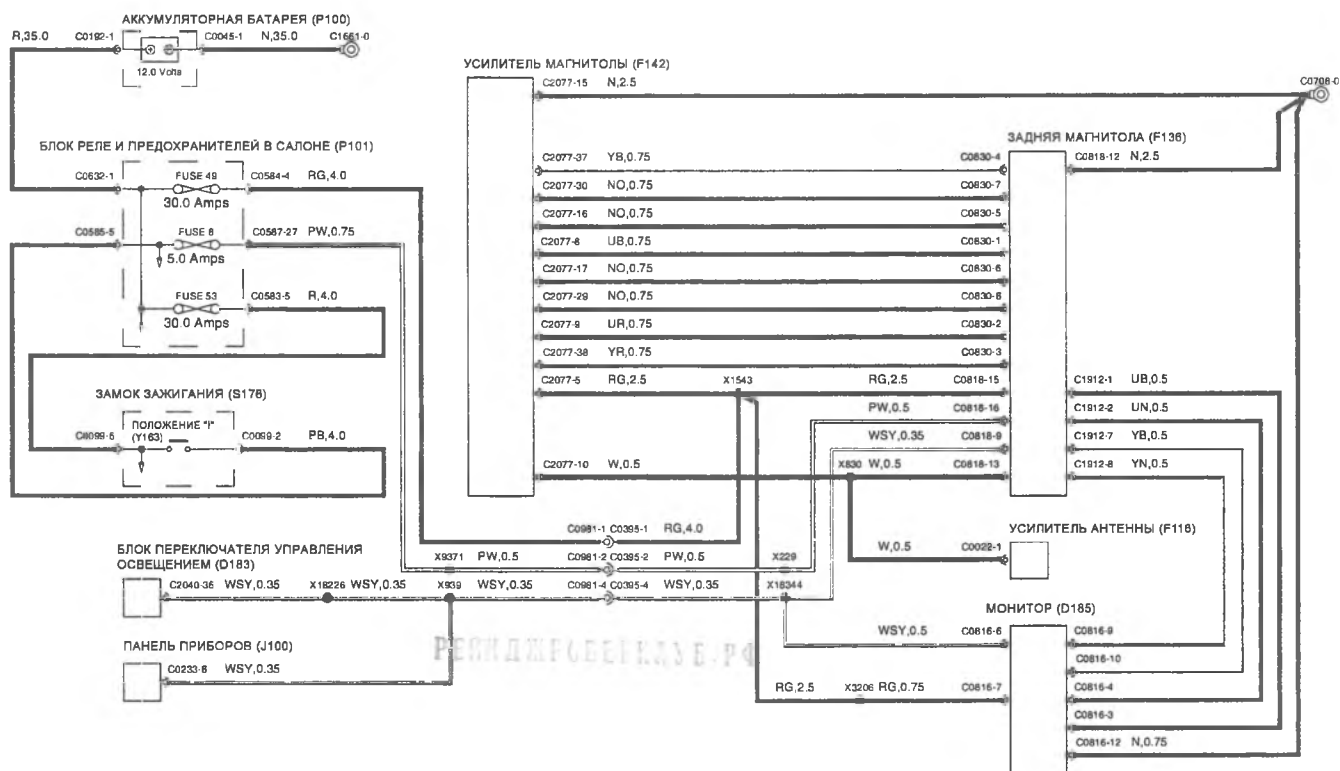 АККУМУЛЯТОРНАЯ БАТАРЕЯ (P100)
R,35.0 C0192-1 C0045-1 N,35.0 C1661-0
12.0 Volts
УСИЛИТЕЛЬ МАГНИТОЛЫ (F142)
C2077-15 N,2.5
C0706-0
ЗАДНЯЯ МАГНИТОЛА (F136)
C0818-12 N,2.5
БЛОК РЕЛЕ И ПРЕДОХРАНИТЕЛЕЙ В САЛОНЕ (P101)
C0632-1 FUSE 49 C0584-4 RG,4.0
30.0 Amps
C0585-5 FUSE 6 C0587-27 PW,0.75
5.0 Amps
FUSE 53 C0583-5 R,4.0
30.0 Amps
C2077-37 YB,0.75 C0830-4
C2077-30 NO,0.75 C0830-7
C2077-16 NO,0.75 C0830-5
C2077-8 UB,0.75 C0830-1
C2077-17 NO,0.75 C0830-6
C2077-29 NO,0.75 C0830-8
C2077-9 UR,0.75 C0830-2
C2077-38 YR,0.75 C0830-3
C2077-5 RG,2.5 X1543 RG,2.5 C0818-15
PW,0.5 C0818-16
WSY,0.35 C0818-9
C2077-10 W,0.5 X830 W,0.5 C0818-13
C1912-1 UB,0.5
C1912-2 UN,0.5
C1912-7 YB,0.5
C1912-8 YN,0.5
ЗАМОК ЗАЖИГАНИЯ (S176)
ПОЛОЖЕНИЕ "I"
(Y163)
C0099-5 C0099-2 PB,4.0
C0981-1 C0395-1 RG,4.0
УСИЛИТЕЛЬ АНТЕННЫ (F116)
W,0.5 C0022-1
X9371 PW,0.5 C0981-2 C0395-2 PW,0.5 X229
БЛОК ПЕРЕКЛЮЧАТЕЛЯ УПРАВЛЕНИЯ
ОСВЕЩЕНИЕМ (D183)
C2040-36 WSY,0.35 X18226 WSY,0.35 X939 WSY,0.35 C0981-4 C0395-4 WSY,0.35 X18344
МОНИТОР (D185)
WSY,0.5 C0816-6 C0816-9
C0816-10
RG,2.5 X3206 RG,0.75 C0816-7 C0816-4
C0816-3
C0816-12 N,0.75
ПАНЕЛЬ ПРИБОРОВ (J100)
C0233-6 WSY,0.35
РЕЙНДЖРОВЕРКЛУБ.РФ